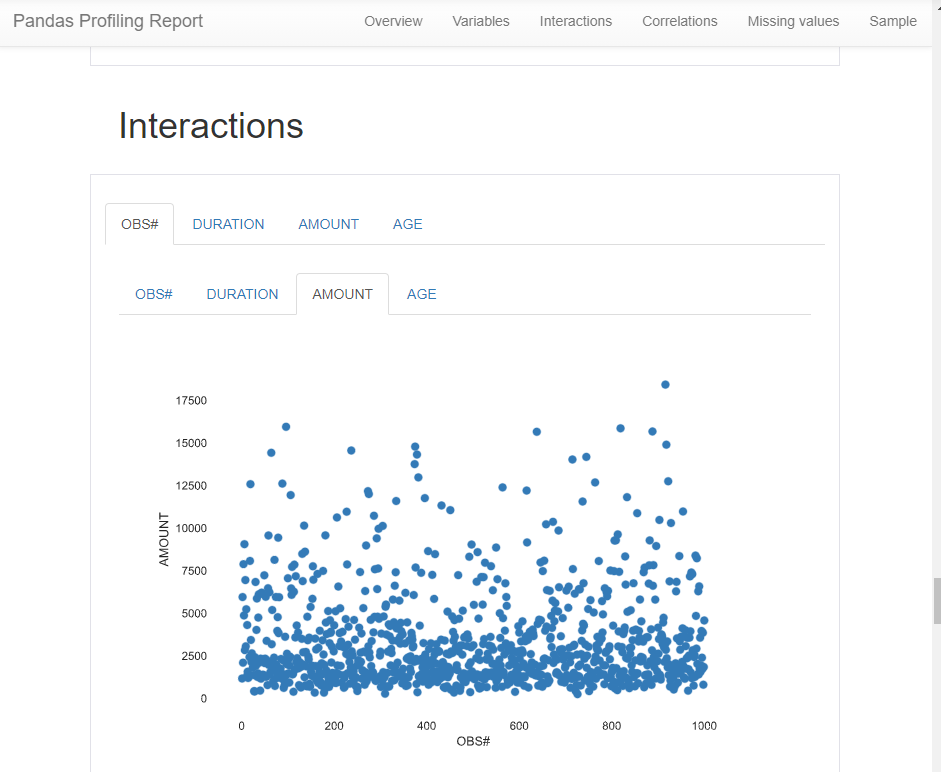 Pandas Profiling Report Overview Variables Interactions Correlations Missing values Sample
Interactions
OBS# DURATION AMOUNT AGE
OBS# DURATION AMOUNT AGE
17500
15000
12500
10000
7500
5000
2500
0
AMOUNT
0 200 400 600 800 1000
OBS#